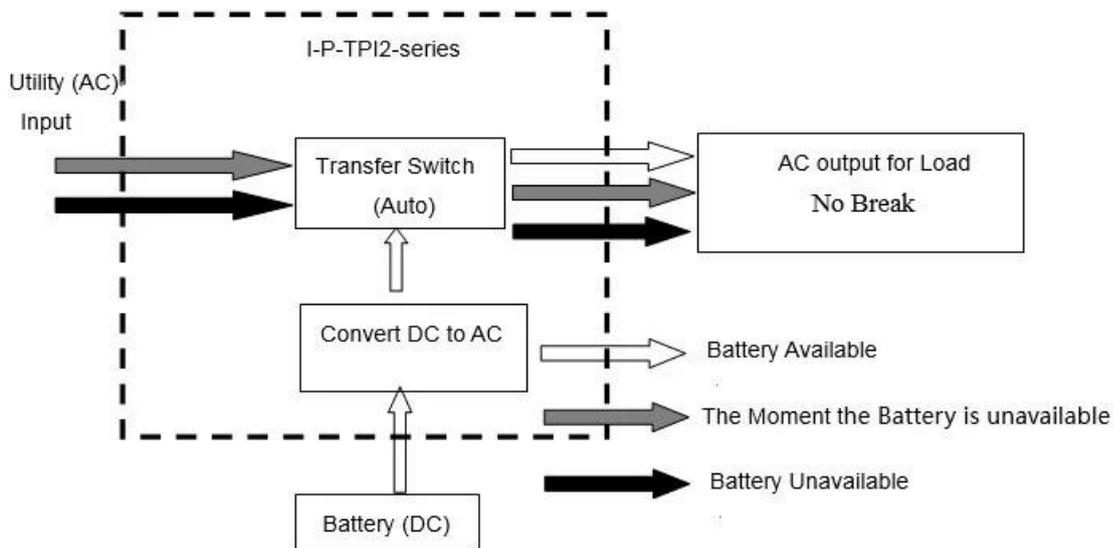 I-P-TPI2-series
Utility (AC)
Input
Transfer Switch
(Auto)
AC output for Load
No Break
Convert DC to AC
Battery Available
The Moment the Battery is unavailable
Battery Unavailable
Battery (DC)